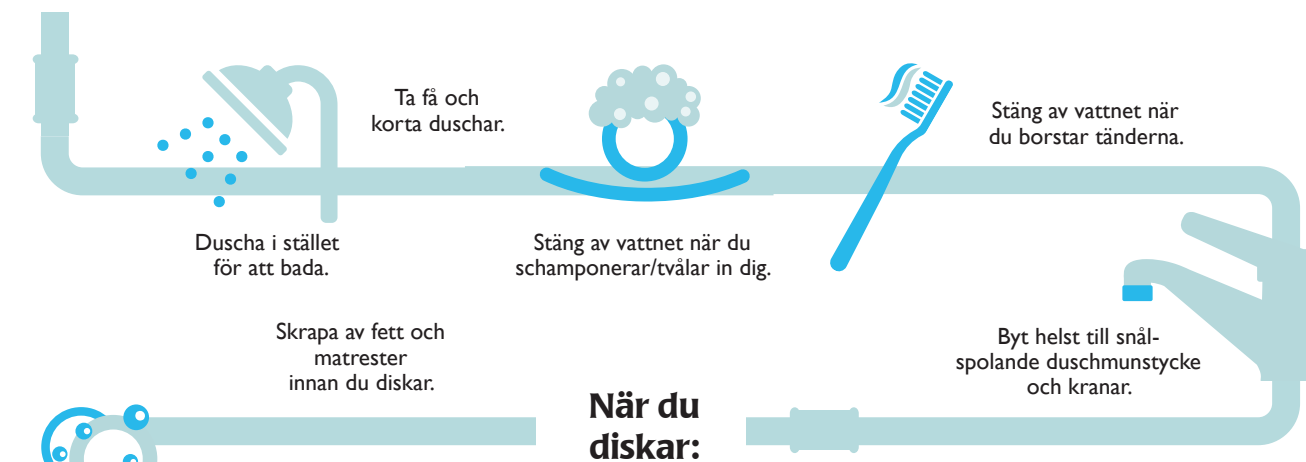 Ta få och
korta duschar.
Stäng av vattnet när
du borstar tänderna.
Duscha i stället
för att bada.
Stäng av vattnet när du
schamponerar/tvålar in dig.
Byt helst till snål-
spolande duschmunstycke
och kranar.
När du
diskar:
Skrapa av fett och
matrester
innan du diskar.